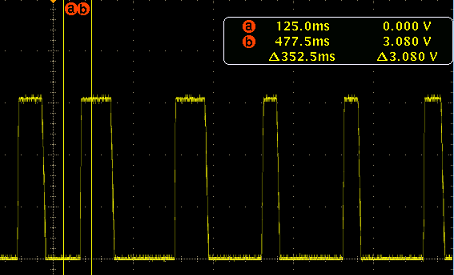 a b
a 125.0ms 0.000 V
b 477.5ms 3.080 V
Δ352.5ms Δ3.080 V